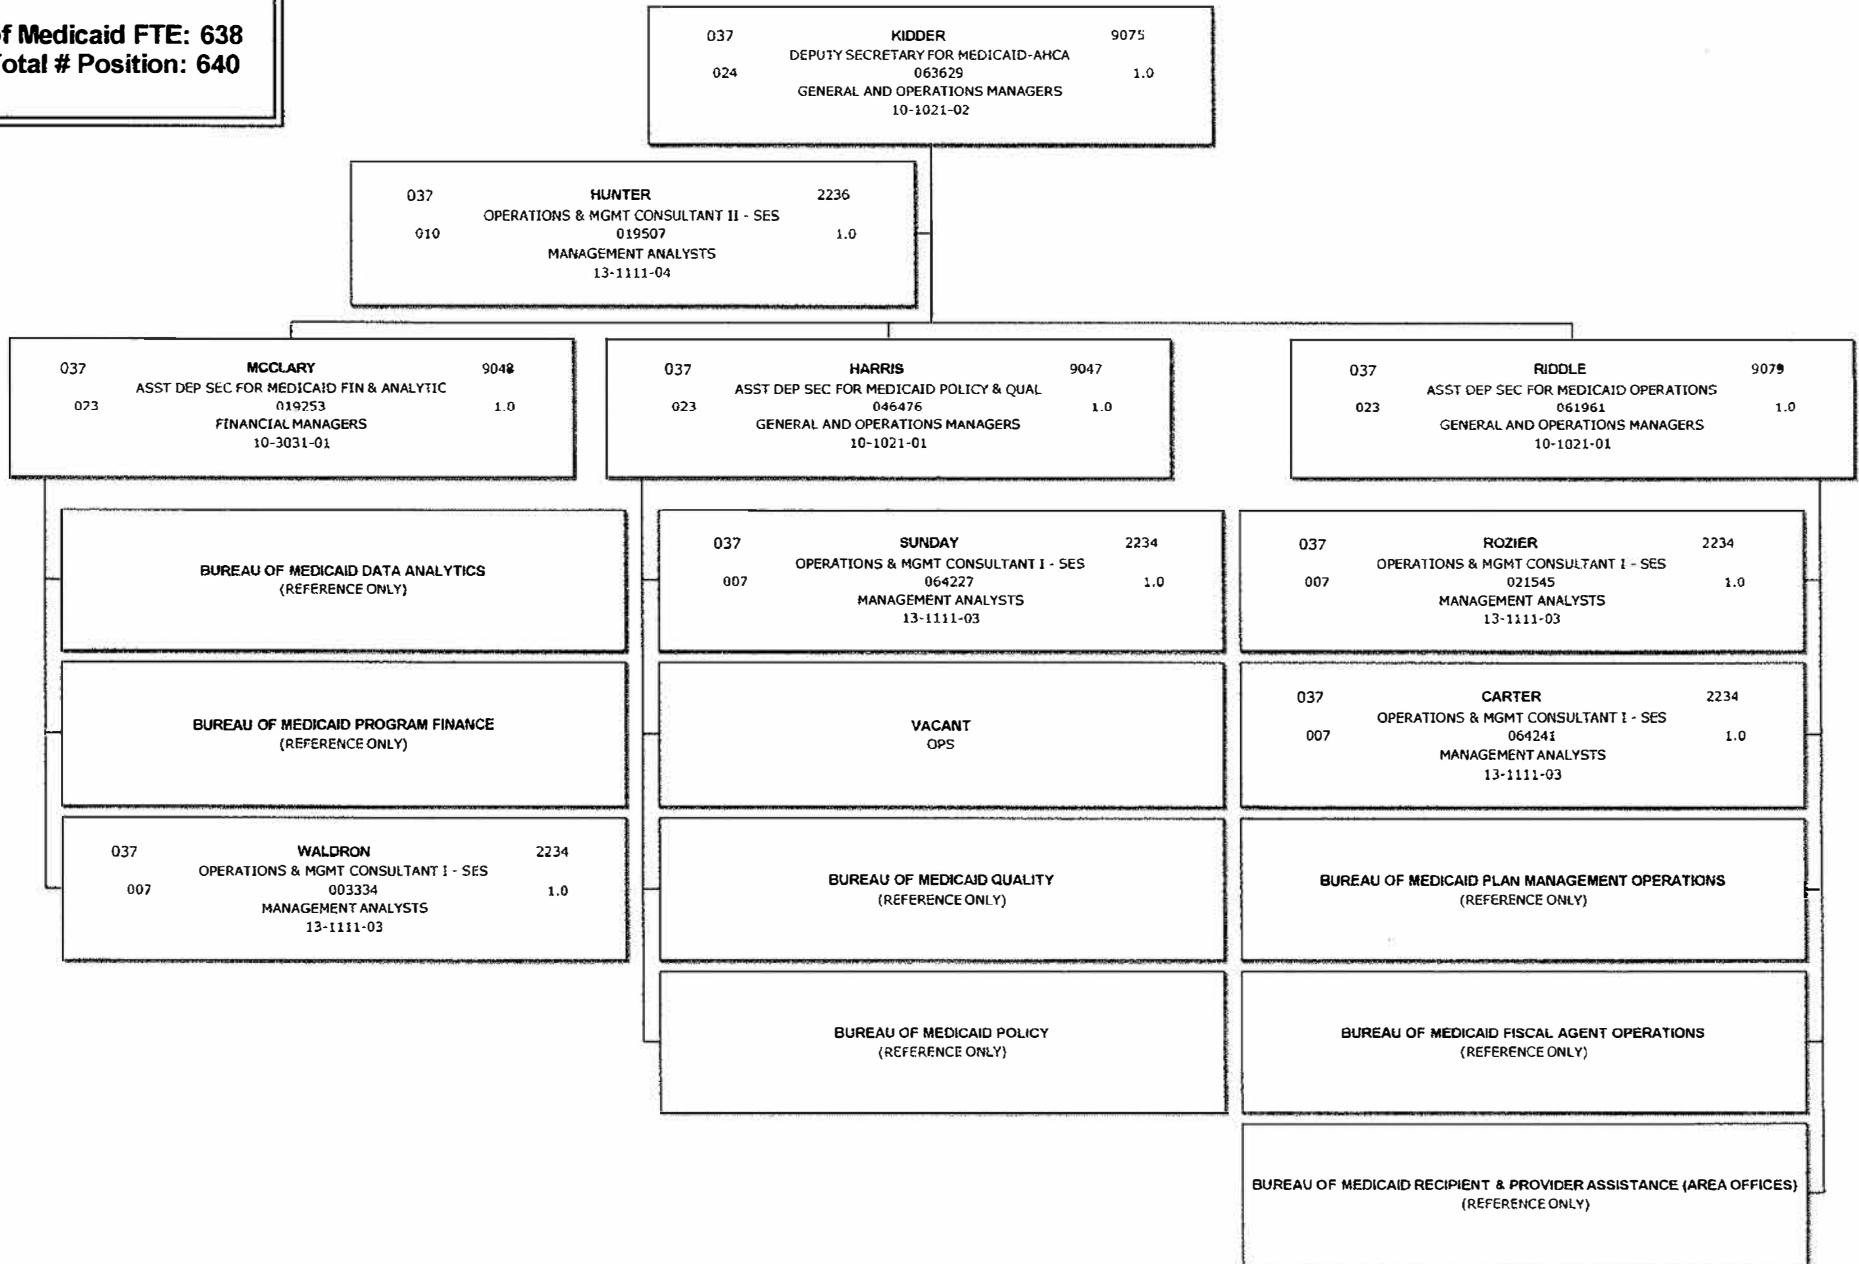 of Medicaid FTE: 638
Total # Position: 640
037 KIDDER 9075
DEPUTY SECRETARY FOR MEDICAID-AHCA
024 063629 1.0
GENERAL AND OPERATIONS MANAGERS
10-1021-02
037 HUNTER 2236
OPERATIONS & MGMT CONSULTANT II - SES
010 019507 1.0
MANAGEMENT ANALYSTS
13-1111-04
037 MCCLARY 9048
ASST DEP SEC FOR MEDICAID FIN & ANALYTIC
023 019253 1.0
FINANCIAL MANAGERS
10-3031-01
037 HARRIS 9047
ASST DEP SEC FOR MEDICAID POLICY & QUAL
023 046476 1.0
GENERAL AND OPERATIONS MANAGERS
10-1021-01
037 RIDDLE 9079
ASST DEP SEC FOR MEDICAID OPERATIONS
023 061961 1.0
GENERAL AND OPERATIONS MANAGERS
10-1021-01
BUREAU OF MEDICAID DATA ANALYTICS
(REFERENCE ONLY)
BUREAU OF MEDICAID PROGRAM FINANCE
(REFERENCE ONLY)
037 WALDRON 2234
OPERATIONS & MGMT CONSULTANT I - SES
007 003334 1.0
MANAGEMENT ANALYSTS
13-1111-03
037 SUNDAY 2234
OPERATIONS & MGMT CONSULTANT I - SES
007 064227 1.0
MANAGEMENT ANALYSTS
13-1111-03
VACANT
OPS
BUREAU OF MEDICAID QUALITY
(REFERENCE ONLY)
BUREAU OF MEDICAID POLICY
(REFERENCE ONLY)
037 ROZIER 2234
OPERATIONS & MGMT CONSULTANT I - SES
007 021545 1.0
MANAGEMENT ANALYSTS
13-1111-03
037 CARTER 2234
OPERATIONS & MGMT CONSULTANT I - SES
007 064241 1.0
MANAGEMENT ANALYSTS
13-1111-03
BUREAU OF MEDICAID PLAN MANAGEMENT OPERATIONS
(REFERENCE ONLY)
BUREAU OF MEDICAID FISCAL AGENT OPERATIONS
(REFERENCE ONLY)
BUREAU OF MEDICAID RECIPIENT & PROVIDER ASSISTANCE (AREA OFFICES)
(REFERENCE ONLY)